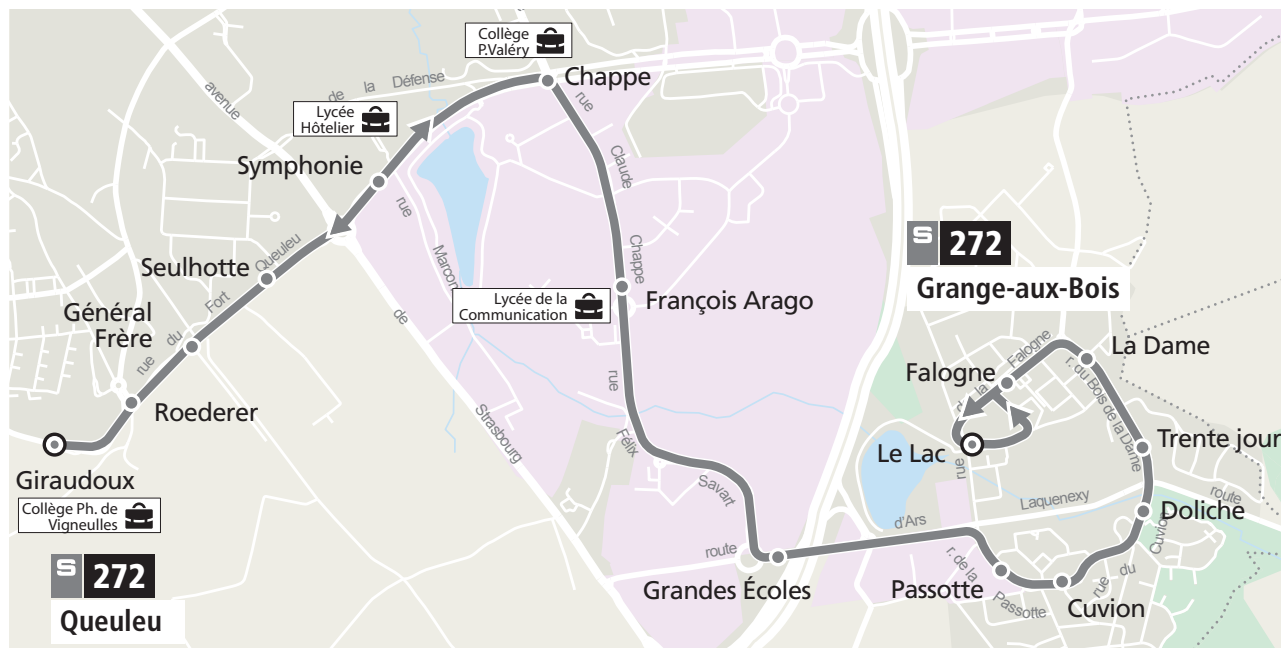 Collège
P.Valéry
Chappe
de la Défense
avenue
Lycée
Hôtelier
rue
Claude
Chappe
Symphonie
rue
Maroon
S 272
Grange-aux-Bois
Seulhotte
rue du Fort Queuleu
Général
Frère
de
Strasbourg
Lycée de la
Communication
François Arago
La Dame
Falogne
rue de la Falogne
r. du Bois de la Dame
Roederer
rue
Félix
Savart
Le Lac
Trente jour
Giraudoux
Collège Ph. de
Vigneulles
Laquenexy
route
d'Ars
Doliche
route
Grandes Écoles
Passotte
r. de la
Passotte
Cuvion
rue du
Cuvion
S 272
Queuleu